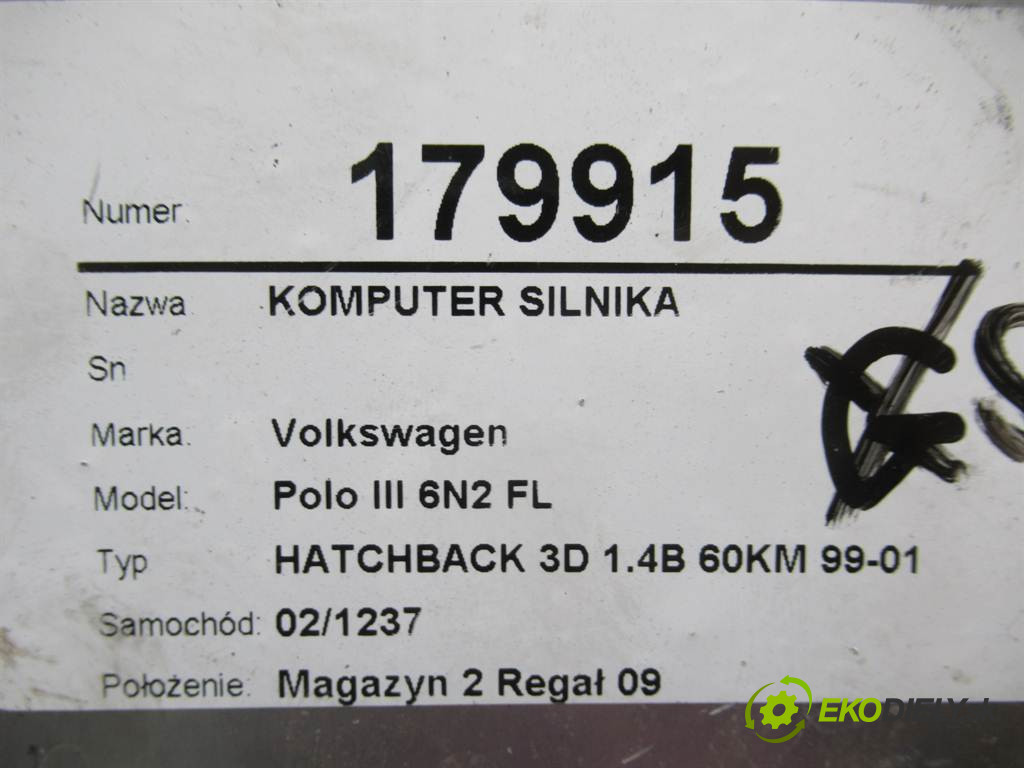 Numer: 179915
Nazwa KOMPUTER SILNIKA
Sn
Marka: Volkswagen
Model: Polo III 6N2 FL
Typ HATCHBACK 3D 1.4B 60KM 99-01
Samochód: 02/1237
Położenie: Magazyn 2 Regał 09